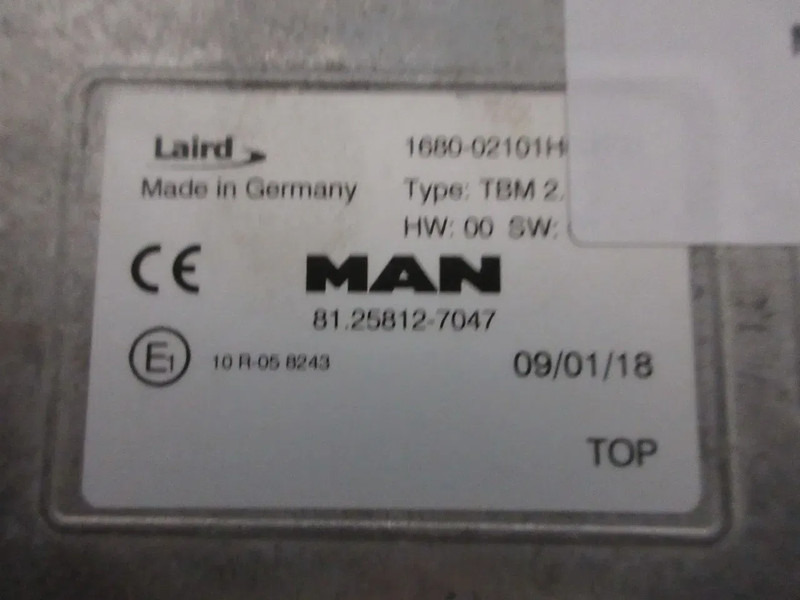 Laird
1680-02101H
Made in Germany
Type: TBM 2.
HW: 00 SW:
CE
MAN
81.25812-7047
E1
10 R-05 8243
09/01/18
TOP